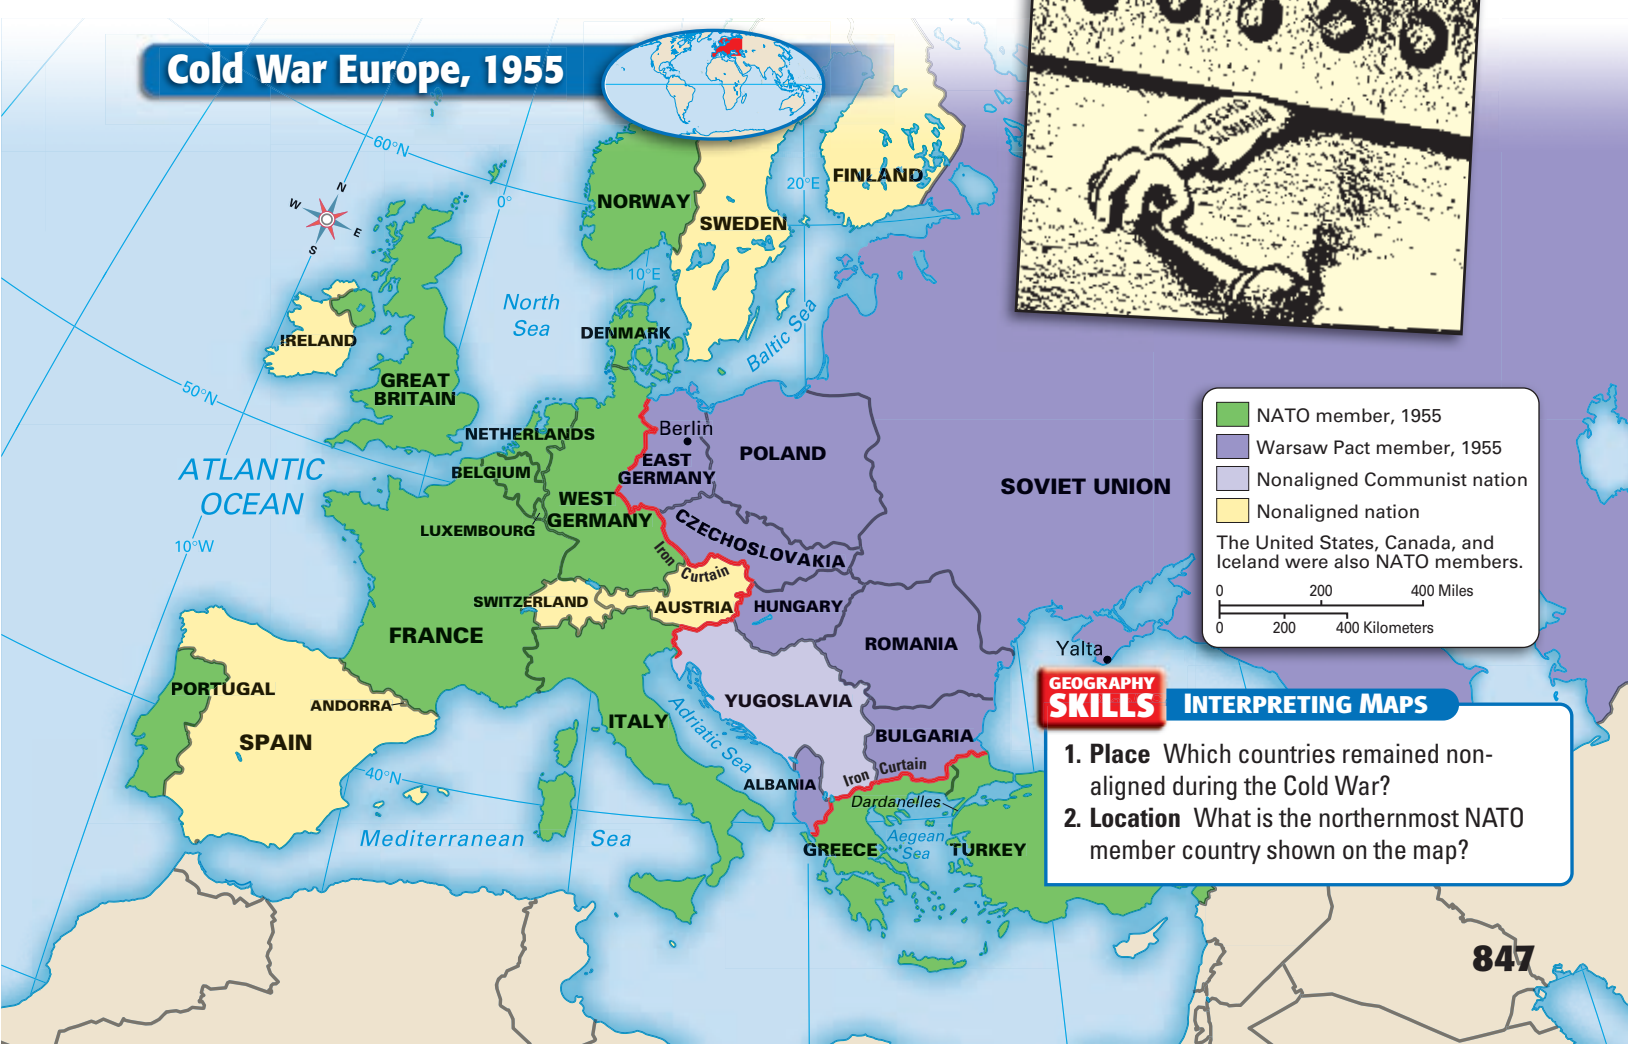 Cold War Europe, 1955
CZECHO
SLOVAKIA
60°N
0°
20°E
10°E
50°N
10°W
40°N
N
W
E
S
NORWAY
SWEDEN
FINLAND
North
Sea
DENMARK
Baltic Sea
IRELAND
GREAT
BRITAIN
NETHERLANDS
BELGIUM
LUXEMBOURG
Berlin
EAST
GERMANY
POLAND
WEST
GERMANY
CZECHOSLOVAKIA
SOVIET UNION
ATLANTIC
OCEAN
Iron Curtain
SWITZERLAND
AUSTRIA
HUNGARY
FRANCE
ROMANIA
Yalta
PORTUGAL
ANDORRA
SPAIN
ITALY
YUGOSLAVIA
Adriatic Sea
BULGARIA
ALBANIA
Iron Curtain
Dardanelles
Aegean
Sea
GREECE
TURKEY
Mediterranean Sea
NATO member, 1955
Warsaw Pact member, 1955
Nonaligned Communist nation
Nonaligned nation
The United States, Canada, and
Iceland were also NATO members.
0 200 400 Miles
0 200 400 Kilometers
GEOGRAPHY
SKILLS
INTERPRETING MAPS
1. Place Which countries remained non-
aligned during the Cold War?
2. Location What is the northernmost NATO
member country shown on the map?
847